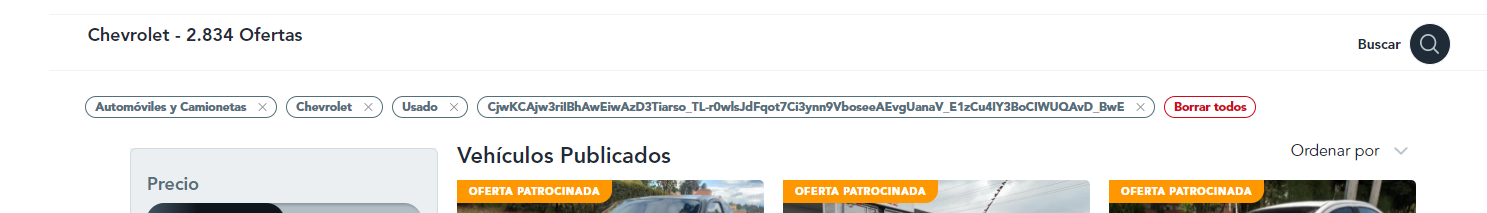 Chevrolet - 2.834 Ofertas
Buscar
Automóviles y Camionetas
Chevrolet
Usado
CjwKCAjw3riIBhAwEiwAzD3Tiarso_TL-r0wlsJdFqot7Ci3ynn9VboseeAEvgUanaV_E1zCu4IY3BoCIWUQAvD_BwE
Borrar todos
Vehículos Publicados
Ordenar por
Precio
OFERTA PATROCINADA
OFERTA PATROCINADA
OFERTA PATROCINADA